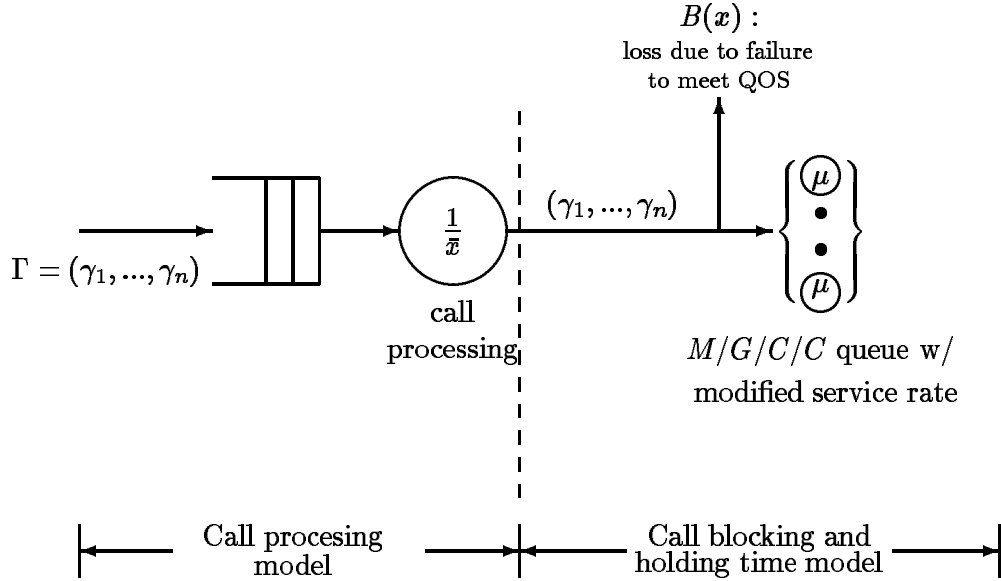 B(x) :
loss due to failure
to meet QOS
(γ₁, ..., γₙ)
μ
1
x̄
Γ = (γ₁, ..., γₙ)
μ
call
processing
M/G/C/C queue w/
modified service rate
Call procesing
model
Call blocking and
holding time model